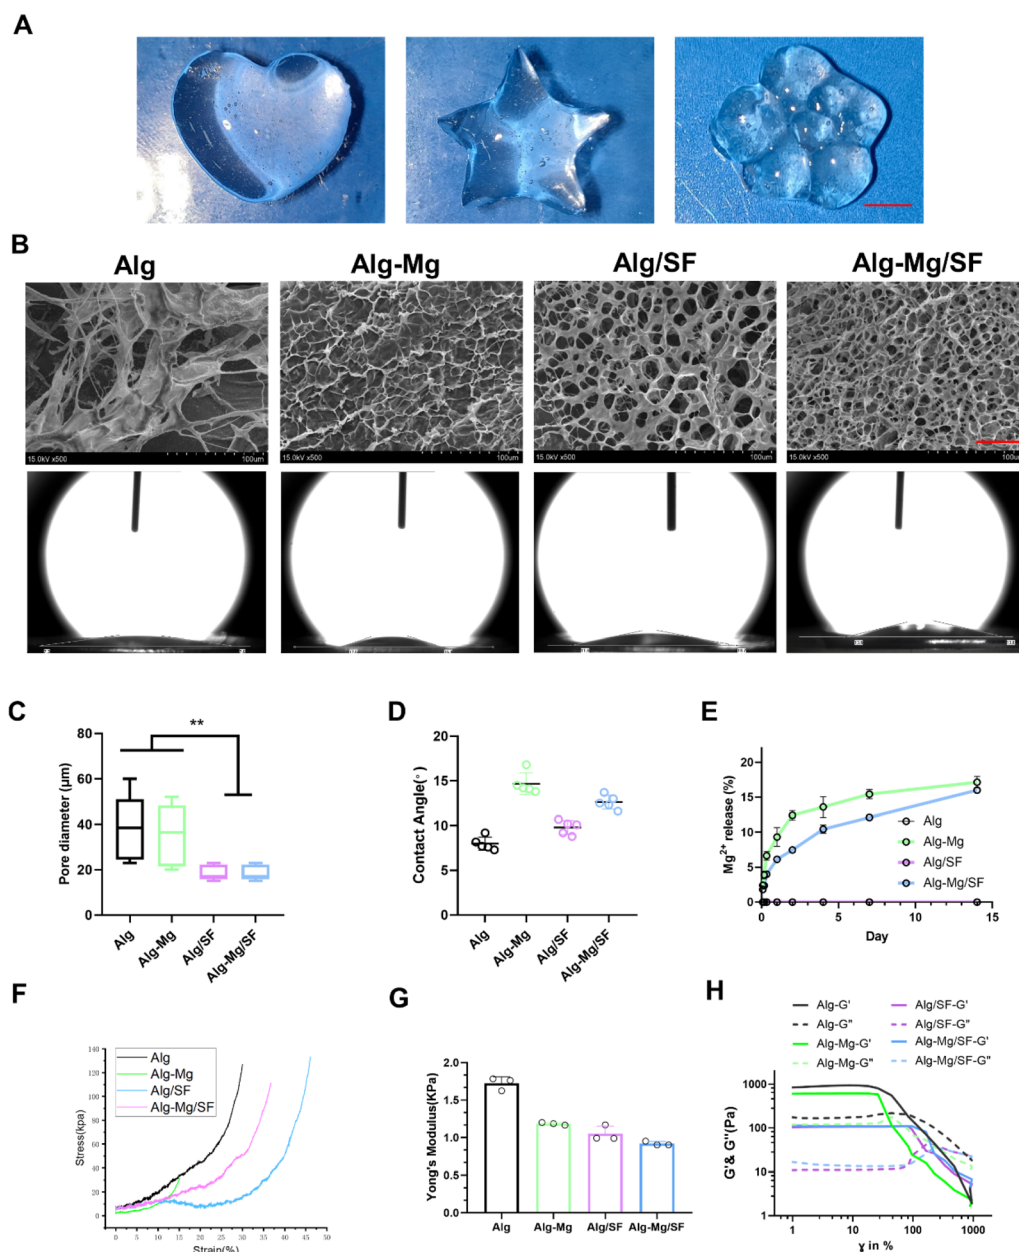 A
B
Alg
Alg-Mg
Alg/SF
Alg-Mg/SF
15.0kV x500
100um
15.0kV x500
100um
15.0kV x500
100um
15.0kV x500
100um
C
**
Pore diameter (μm)
80
60
40
20
0
Alg
Alg-Mg
Alg/SF
Alg-Mg/SF
D
Contact Angle(°)
20
15
10
5
0
Alg
Alg-Mg
Alg/SF
Alg-Mg/SF
E
Mg2+ release (%)
20
15
10
5
0
Alg
Alg-Mg
Alg/SF
Alg-Mg/SF
0
5
10
15
Day
F
Stress(kpa)
140
120
100
80
60
40
20
0
Alg
Alg-Mg
Alg/SF
Alg-Mg/SF
0
5
10
15
20
25
30
35
40
45
50
Strain(%)
G
Yong's Modulus(KPa)
2.0
1.5
1.0
0.5
0.0
Alg
Alg-Mg
Alg/SF
Alg-Mg/SF
H
Alg-G'
Alg-G"
Alg-Mg-G'
Alg-Mg-G"
Alg/SF-G'
Alg/SF-G"
Alg-Mg/SF-G'
Alg-Mg/SF-G"
G'& G"(Pa)
1000
100
10
1
1
10
100
1000
ɣ in %